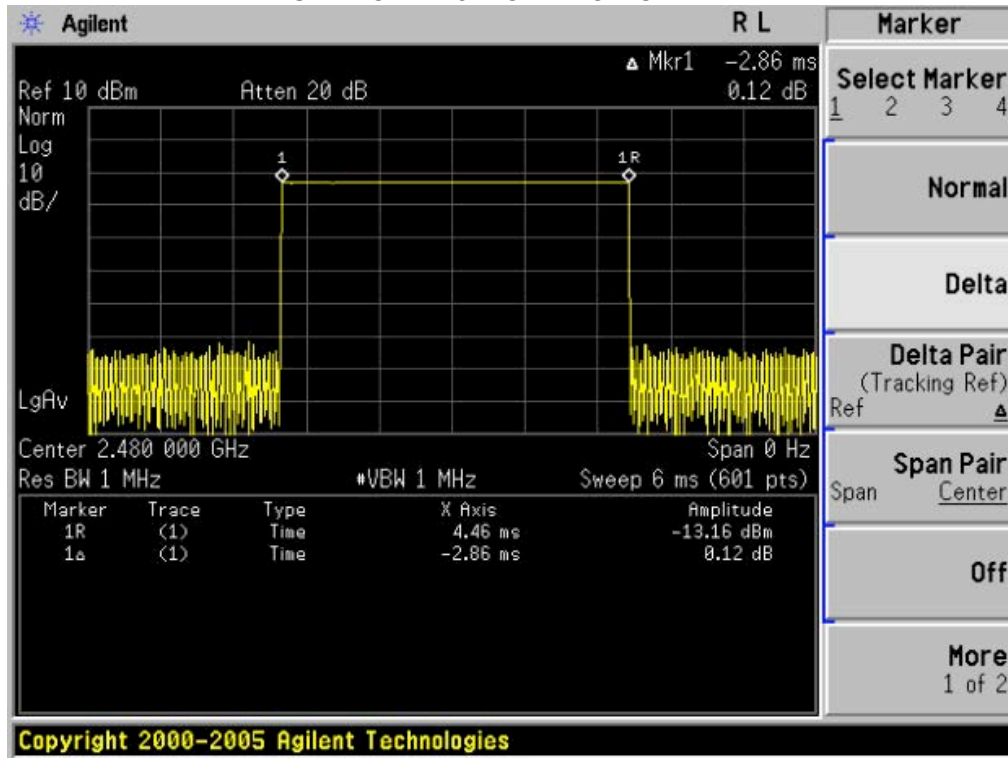 Agilent R L Marker
▵ Mkr1 −2.86 ms
Ref 10 dBm Atten 20 dB 0.12 dB
Norm
Log
10
dB/
1 1R
LgAv
Center 2.480 000 GHz Span 0 Hz
Res BW 1 MHz #VBW 1 MHz Sweep 6 ms (601 pts)
Marker Trace Type X Axis Amplitude
1R (1) Time 4.46 ms −13.16 dBm
1▵ (1) Time −2.86 ms 0.12 dB
Select Marker
1 2 3 4
Normal
Delta
Delta Pair
(Tracking Ref)
Ref ▵
Span Pair
Span Center
Off
More
1 of 2
Copyright 2000–2005 Agilent Technologies